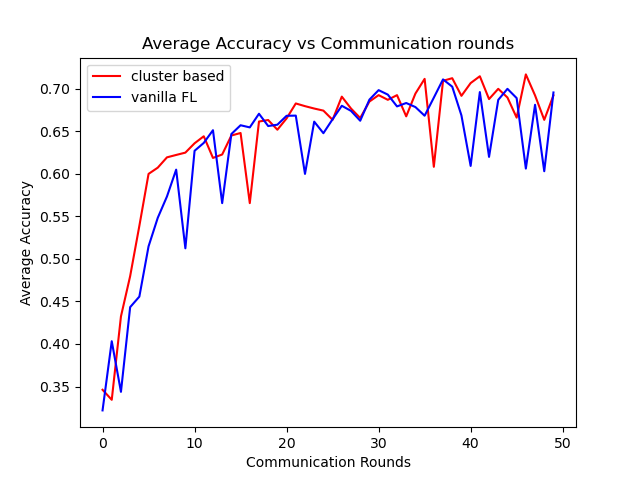 Average Accuracy vs Communication rounds
cluster based
vanilla FL
0.70
0.65
0.60
0.55
0.50
0.45
0.40
0.35
Average Accuracy
0 10 20 30 40 50
Communication Rounds